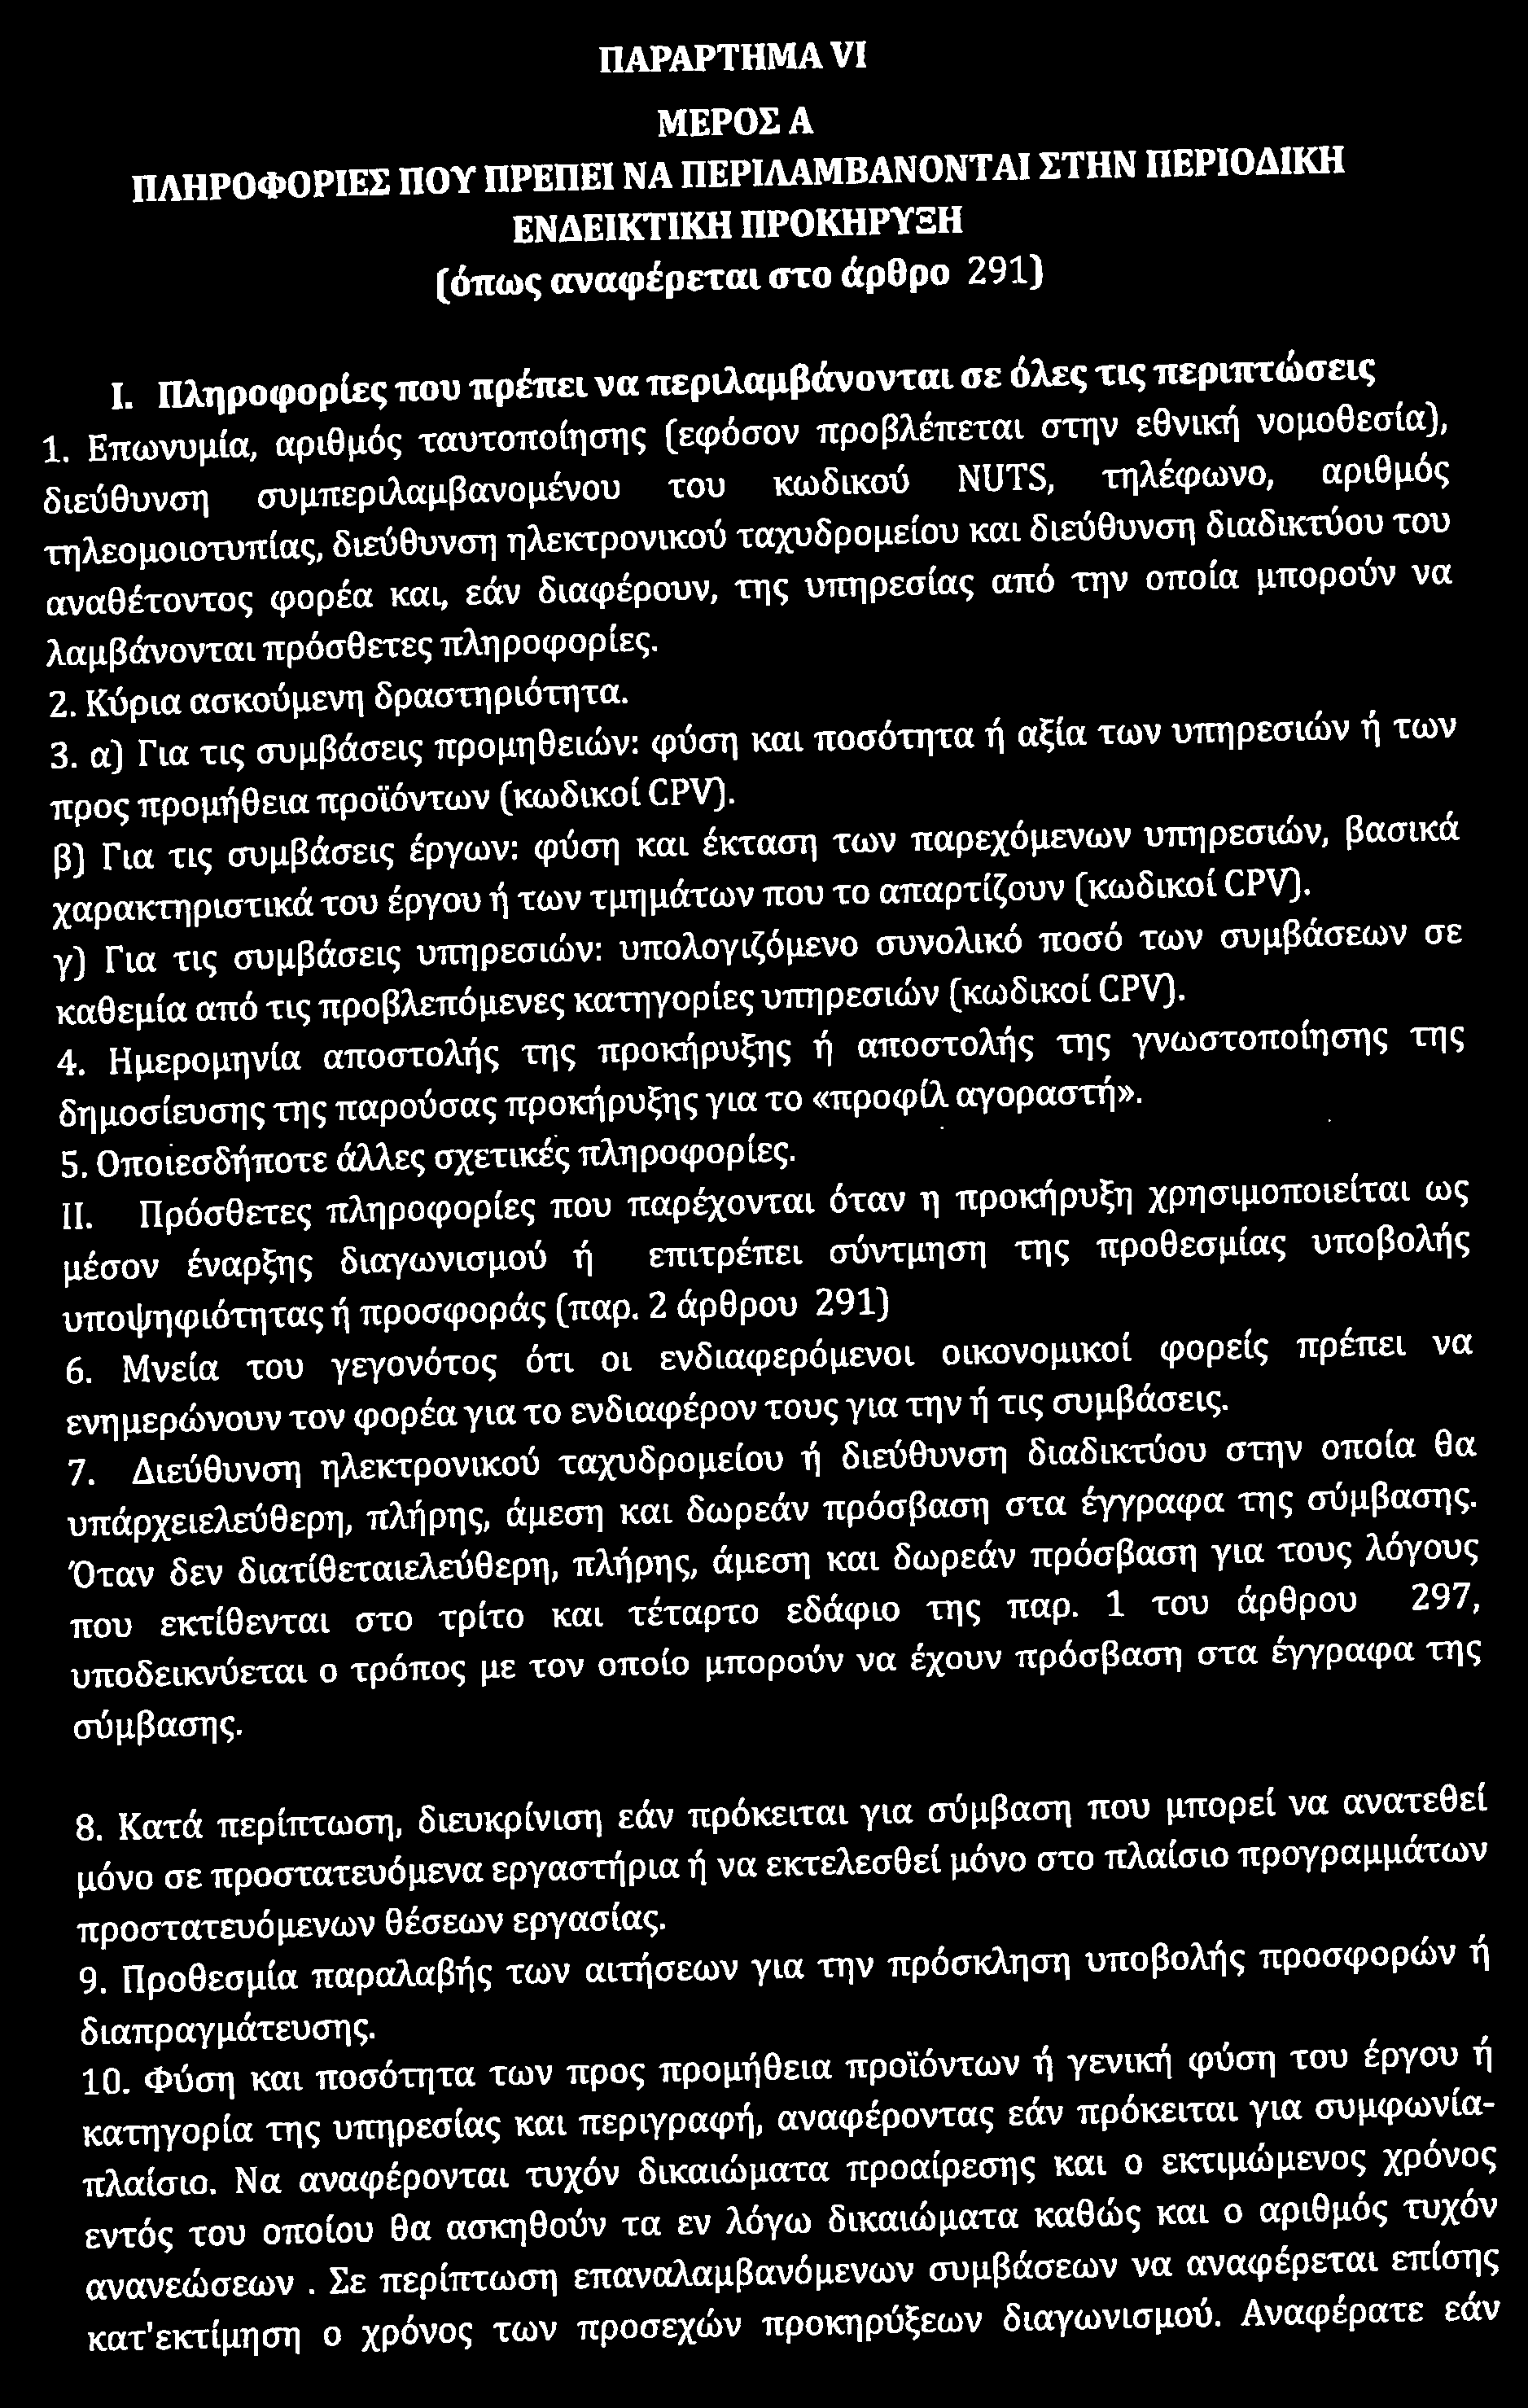 ΠΑΡΑΡΤΗΜΑ VI
ΜΕΡΟΣ Α
ΠΛΗΡΟΦΟΡΙΕΣ ΠΟΥ ΠΡΕΠΕΙ ΝΑ ΠΕΡΙΛΑΜΒΑΝΟΝΤΑΙ ΣΤΗΝ ΠΕΡΙΟΔΙΚΗ
ΕΝΔΕΙΚΤΙΚΗ ΠΡΟΚΗΡΥΞΗ
(όπως αναφέρεται στο άρθρο 291)
I. Πληροφορίες που πρέπει να περιλαμβάνονται σε όλες τις περιπτώσεις
1. Επωνυμία, αριθμός ταυτοποίησης (εφόσον προβλέπεται στην εθνική νομοθεσία),
διεύθυνση συμπεριλαμβανομένου του κωδικού NUTS, τηλέφωνο, αριθμός
τηλεομοιοτυπίας, διεύθυνση ηλεκτρονικού ταχυδρομείου και διεύθυνση διαδικτύου του
αναθέτοντος φορέα και, εάν διαφέρουν, της υπηρεσίας από την οποία μπορούν να
λαμβάνονται πρόσθετες πληροφορίες.
2. Κύρια ασκούμενη δραστηριότητα.
3. α) Για τις συμβάσεις προμηθειών: φύση και ποσότητα ή αξία των υπηρεσιών ή των
προς προμήθεια προϊόντων (κωδικοί CPV).
β) Για τις συμβάσεις έργων: φύση και έκταση των παρεχόμενων υπηρεσιών, βασικά
χαρακτηριστικά του έργου ή των τμημάτων που το απαρτίζουν (κωδικοί CPV).
γ) Για τις συμβάσεις υπηρεσιών: υπολογιζόμενο συνολικό ποσό των συμβάσεων σε
καθεμία από τις προβλεπόμενες κατηγορίες υπηρεσιών (κωδικοί CPV).
4. Ημερομηνία αποστολής της προκήρυξης ή αποστολής της γνωστοποίησης της
δημοσίευσης της παρούσας προκήρυξης για το «προφίλ αγοραστή».
5. Οποιεσδήποτε άλλες σχετικές πληροφορίες.
II. Πρόσθετες πληροφορίες που παρέχονται όταν η προκήρυξη χρησιμοποιείται ως
μέσον έναρξης διαγωνισμού ή επιτρέπει σύντμηση της προθεσμίας υποβολής
υποψηφιότητας ή προσφοράς (παρ. 2 άρθρου 291)
6. Μνεία του γεγονότος ότι οι ενδιαφερόμενοι οικονομικοί φορείς πρέπει να
ενημερώνουν τον φορέα για το ενδιαφέρον τους για την ή τις συμβάσεις.
7. Διεύθυνση ηλεκτρονικού ταχυδρομείου ή διεύθυνση διαδικτύου στην οποία θα
υπάρχειελεύθερη, πλήρης, άμεση και δωρεάν πρόσβαση στα έγγραφα της σύμβασης.
Όταν δεν διατίθεταιελεύθερη, πλήρης, άμεση και δωρεάν πρόσβαση για τους λόγους
που εκτίθενται στο τρίτο και τέταρτο εδάφιο της παρ. 1 του άρθρου 297,
υποδεικνύεται ο τρόπος με τον οποίο μπορούν να έχουν πρόσβαση στα έγγραφα της
σύμβασης.
8. Κατά περίπτωση, διευκρίνιση εάν πρόκειται για σύμβαση που μπορεί να ανατεθεί
μόνο σε προστατευόμενα εργαστήρια ή να εκτελεσθεί μόνο στο πλαίσιο προγραμμάτων
προστατευόμενων θέσεων εργασίας.
9. Προθεσμία παραλαβής των αιτήσεων για την πρόσκληση υποβολής προσφορών ή
διαπραγμάτευσης.
10. Φύση και ποσότητα των προς προμήθεια προϊόντων ή γενική φύση του έργου ή
κατηγορία της υπηρεσίας και περιγραφή, αναφέροντας εάν πρόκειται για συμφωνία-
πλαίσιο. Να αναφέρονται τυχόν δικαιώματα προαίρεσης και ο εκτιμώμενος χρόνος
εντός του οποίου θα ασκηθούν τα εν λόγω δικαιώματα καθώς και ο αριθμός τυχόν
ανανεώσεων . Σε περίπτωση επαναλαμβανόμενων συμβάσεων να αναφέρεται επίσης
κατ'εκτίμηση ο χρόνος των προσεχών προκηρύξεων διαγωνισμού. Αναφέρατε εάν